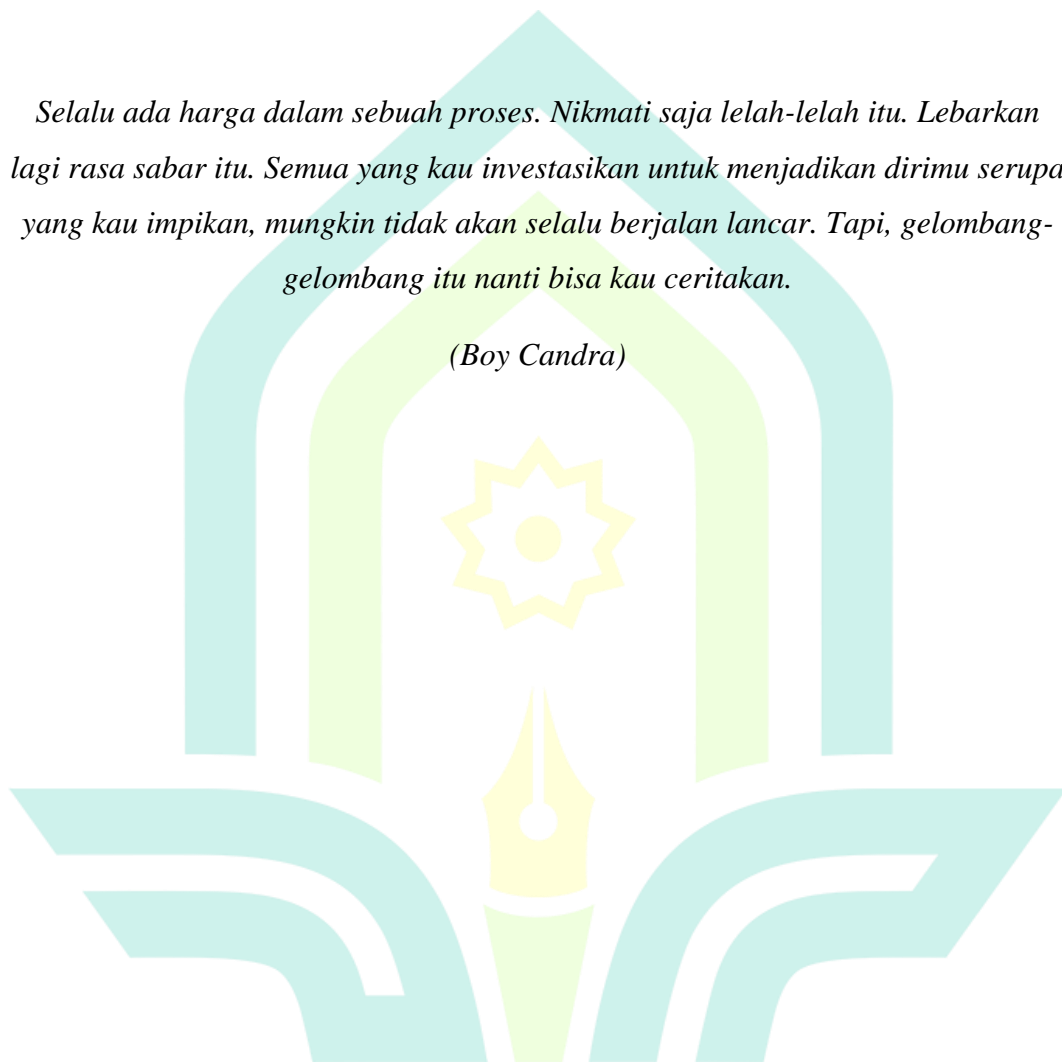 Selalu ada harga dalam sebuah proses. Nikmati saja lelah-lelah itu. Lebarkan
lagi rasa sabar itu. Semua yang kau investasikan untuk menjadikan dirimu serupa
yang kau impikan, mungkin tidak akan selalu berjalan lancar. Tapi, gelombang-
gelombang itu nanti bisa kau ceritakan.
(Boy Candra)